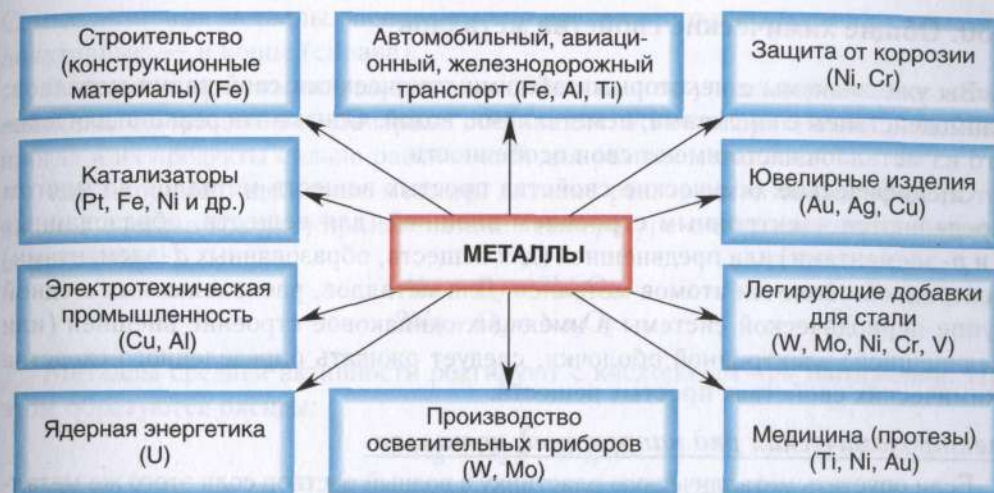 Строительство
(конструкционные
материалы) (Fe)
Автомобильный, авиаци-
онный, железнодорожный
транспорт (Fe, Al, Ti)
Защита от коррозии
(Ni, Cr)
Катализаторы
(Pt, Fe, Ni и др.)
МЕТАЛЛЫ
Ювелирные изделия
(Au, Ag, Cu)
Электротехническая
промышленность
(Cu, Al)
Легирующие добавки
для стали
(W, Mo, Ni, Cr, V)
Ядерная энергетика
(U)
Производство
осветительных приборов
(W, Mo)
Медицина (протезы)
(Ti, Ni, Au)